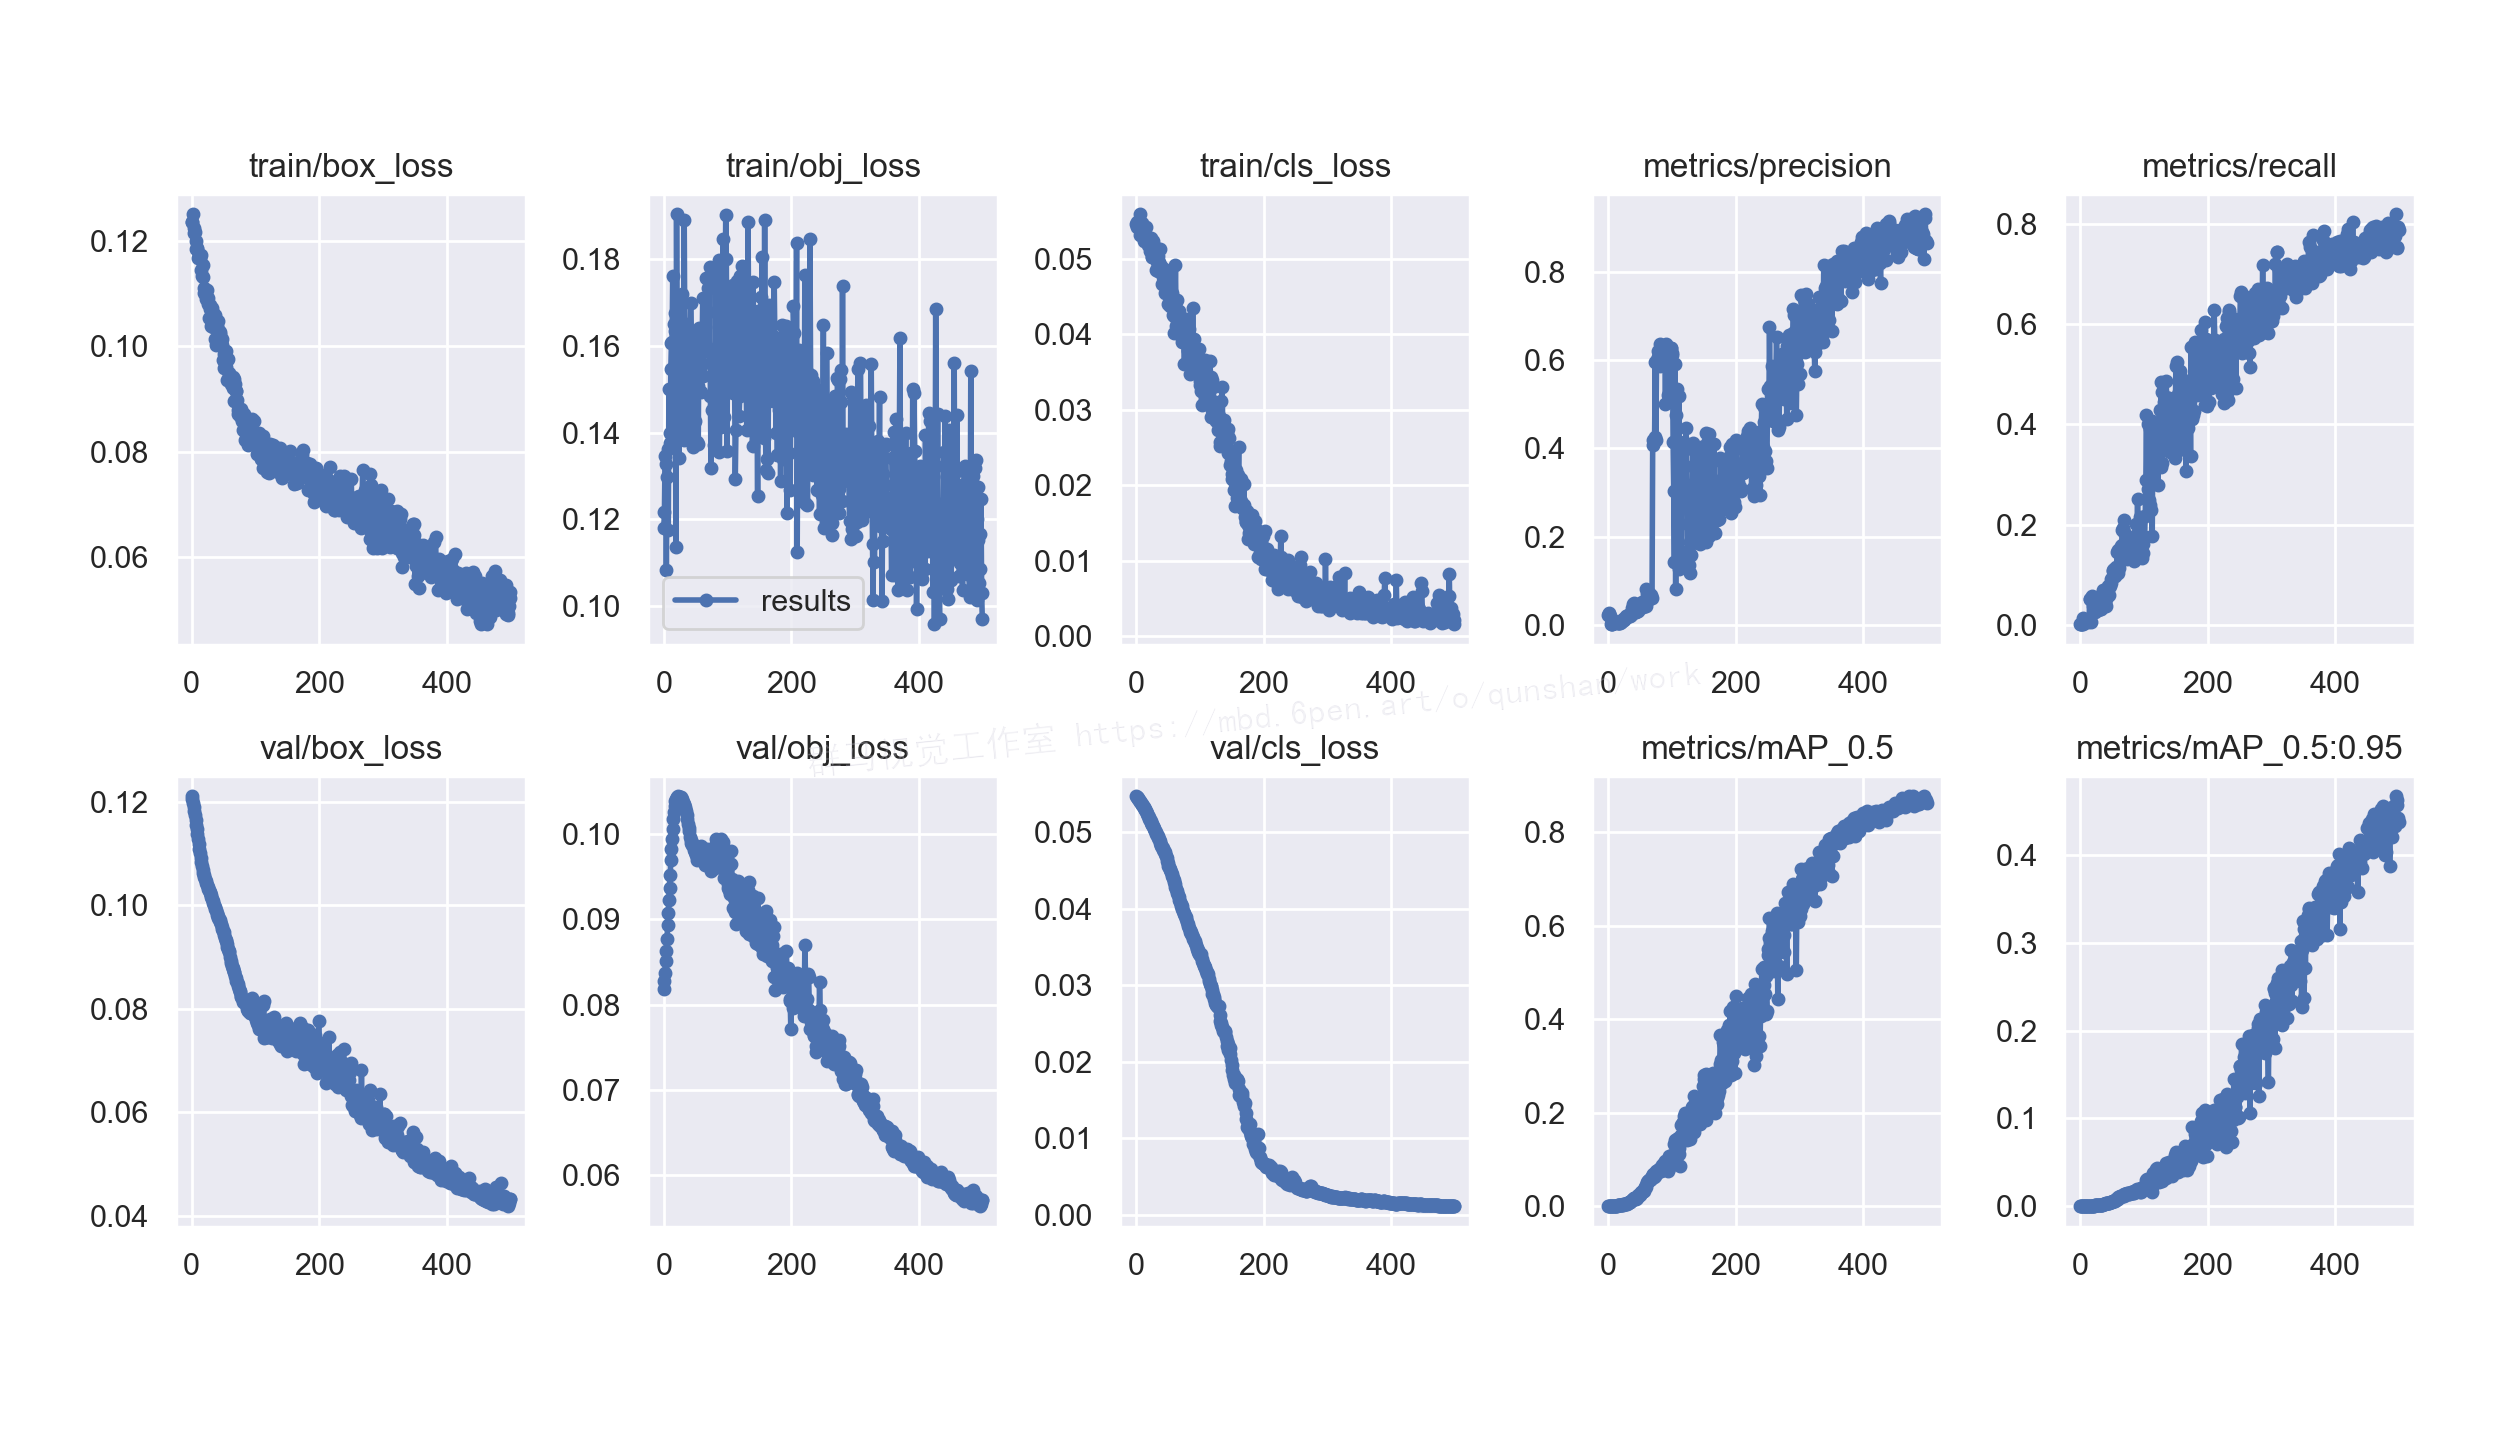 train/box_loss
train/obj_loss
train/cls_loss
metrics/precision
metrics/recall
0.12
0.10
0.08
0.06
0 200 400
0.18
0.16
0.14
0.12
0.10
results
0 200 400
0.05
0.04
0.03
0.02
0.01
0.00
0 200 400
0.8
0.6
0.4
0.2
0.0
0 200 400
0.8
0.6
0.4
0.2
0.0
0 200 400
群马视觉工作室 https://mbd.6pen.art/o/qunshan/work
val/box_loss
val/obj_loss
val/cls_loss
metrics/mAP_0.5
metrics/mAP_0.5:0.95
0.12
0.10
0.08
0.06
0.04
0 200 400
0.10
0.09
0.08
0.07
0.06
0 200 400
0.05
0.04
0.03
0.02
0.01
0.00
0 200 400
0.8
0.6
0.4
0.2
0.0
0 200 400
0.4
0.3
0.2
0.1
0.0
0 200 400